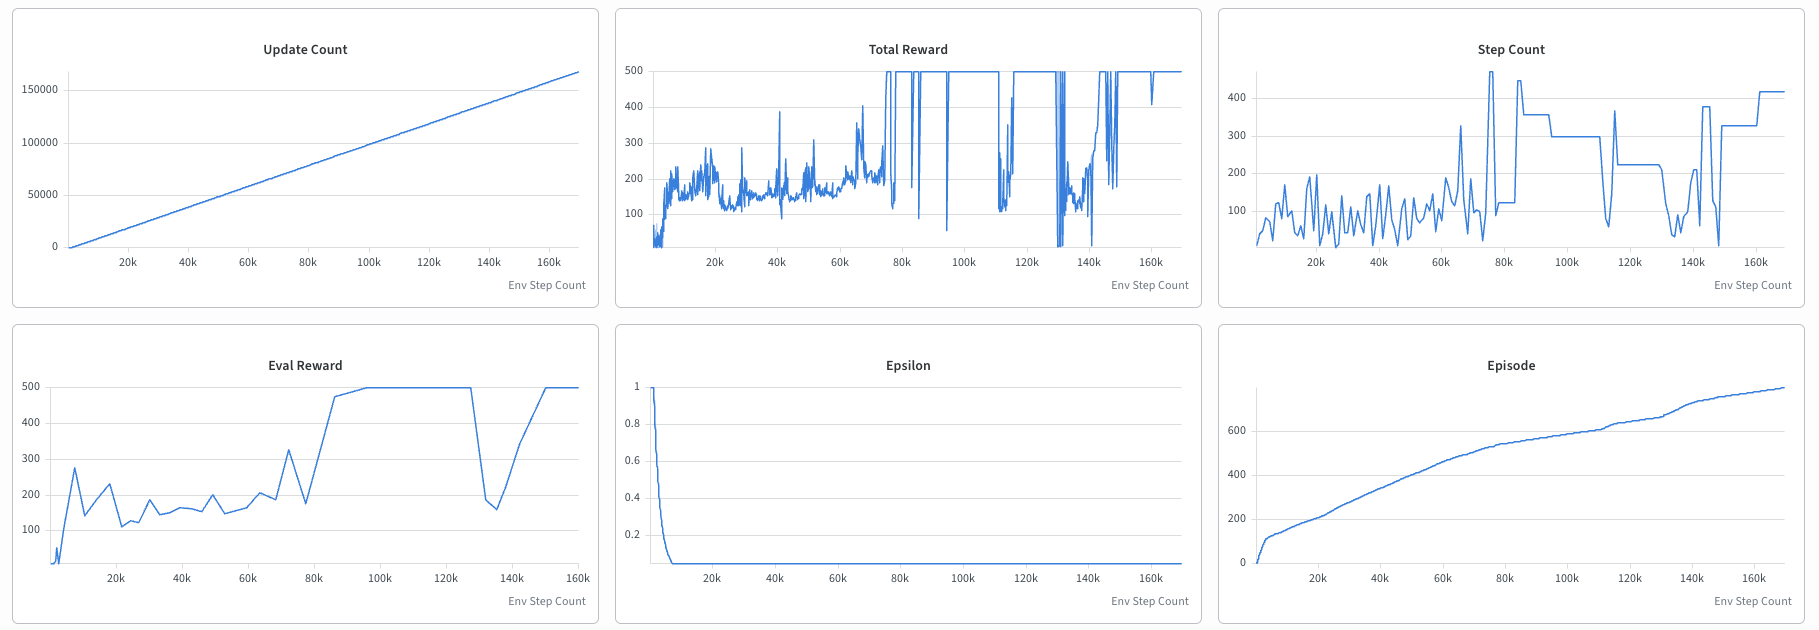 Update Count
150000
100000
50000
0
20k 40k 60k 80k 100k 120k 140k 160k
Env Step Count
Total Reward
500
400
300
200
100
20k 40k 60k 80k 100k 120k 140k 160k
Env Step Count
Step Count
400
300
200
100
20k 40k 60k 80k 100k 120k 140k 160k
Env Step Count
Eval Reward
500
400
300
200
100
20k 40k 60k 80k 100k 120k 140k 160k
Env Step Count
Epsilon
1
0.8
0.6
0.4
0.2
20k 40k 60k 80k 100k 120k 140k 160k
Env Step Count
Episode
600
400
200
0
20k 40k 60k 80k 100k 120k 140k 160k
Env Step Count